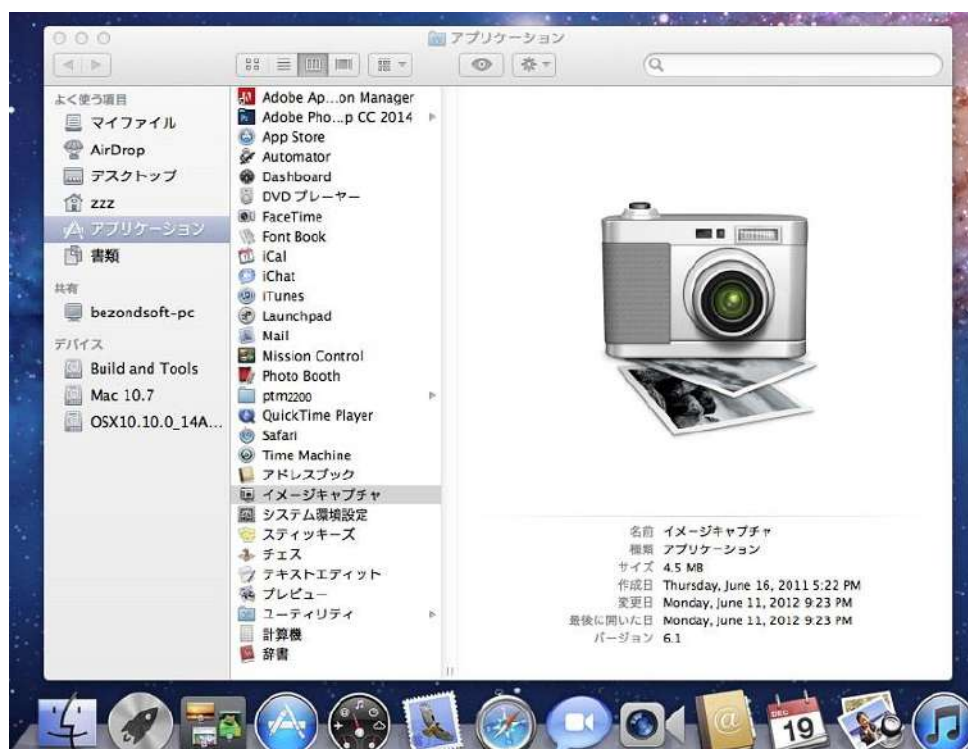 アプリケーション
よく使う項目
マイファイル
AirDrop
デスクトップ
zzz
アプリケーション
書類
共有
bezondsoft-pc
デバイス
Build and Tools
Mac 10.7
OSX10.10.0_14A...
Adobe Ap...on Manager
Adobe Pho...p CC 2014
App Store
Automator
Dashboard
DVD プレーヤー
FaceTime
Font Book
iCal
iChat
iTunes
Launchpad
Mail
Mission Control
Photo Booth
ptm2200
QuickTime Player
Safari
Time Machine
アドレスブック
イメージキャプチャ
システム環境設定
スティッキーズ
チェス
テキストエディット
プレビュー
ユーティリティ
計算機
辞書
名前 イメージキャプチャ
種類 アプリケーション
サイズ 4.5 MB
作成日 Thursday, June 16, 2011 5:22 PM
変更日 Monday, June 11, 2012 9:23 PM
最後に開いた日 Monday, June 11, 2012 9:23 PM
バージョン 6.1
@
DEC
19